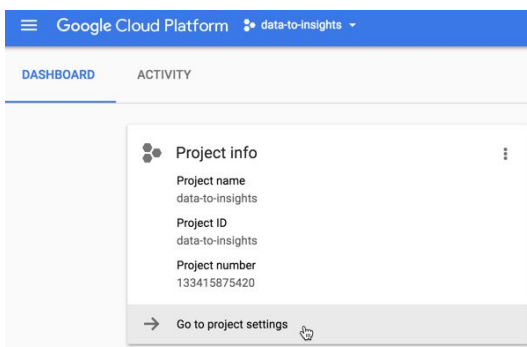 Google Cloud Platform data-to-insights
DASHBOARD ACTIVITY
Project info
Project name
data-to-insights
Project ID
data-to-insights
Project number
133415875420
Go to project settings